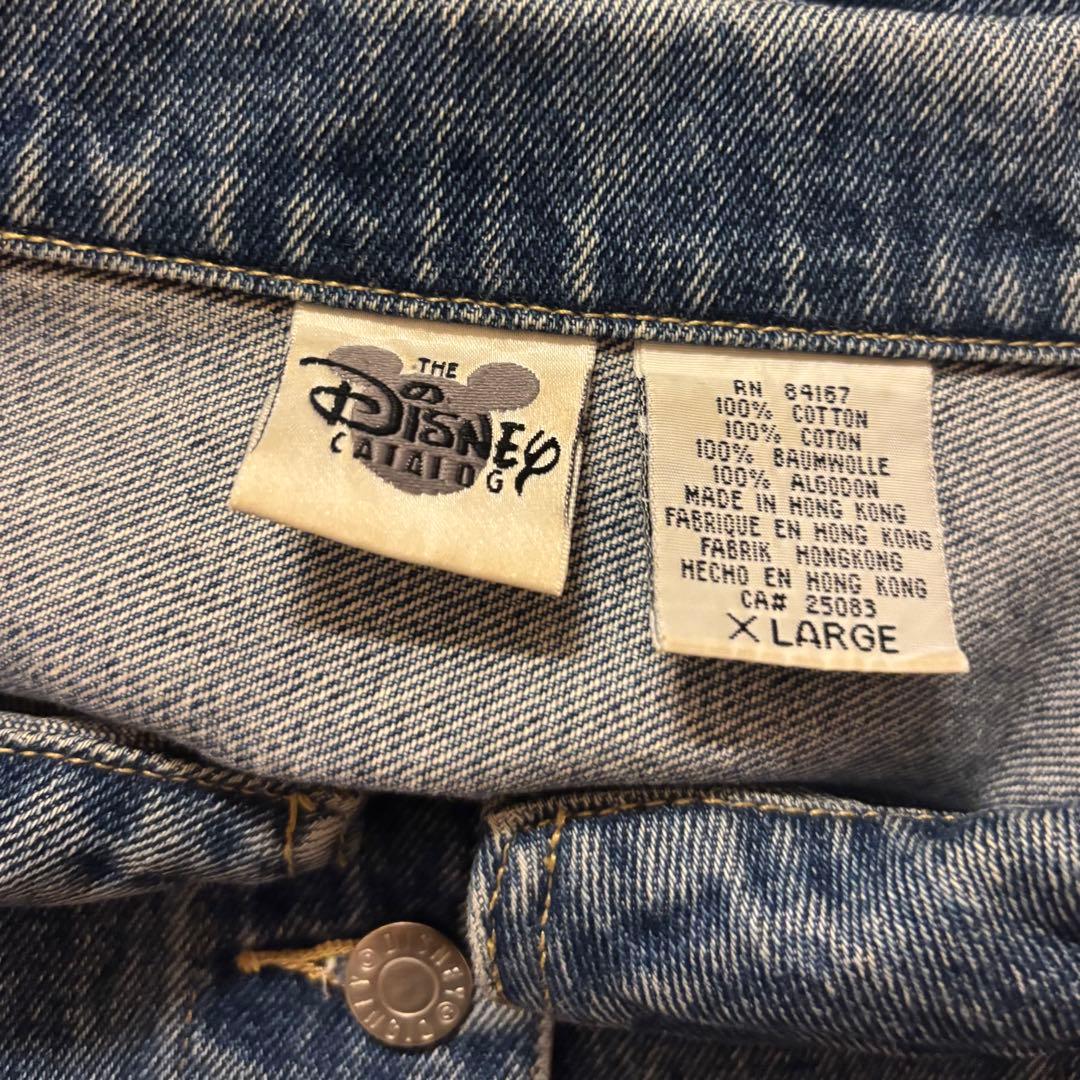 THE
DISNEY
CATALOG
RN 84167
100% COTTON
100% COTON
100% BAUMWOLLE
100% ALGODON
MADE IN HONG KONG
FABRIQUE EN HONG KONG
FABRIK HONGKONG
HECHO EN HONG KONG
CA# 25083
X LARGE
DISNEY©DISNEY©